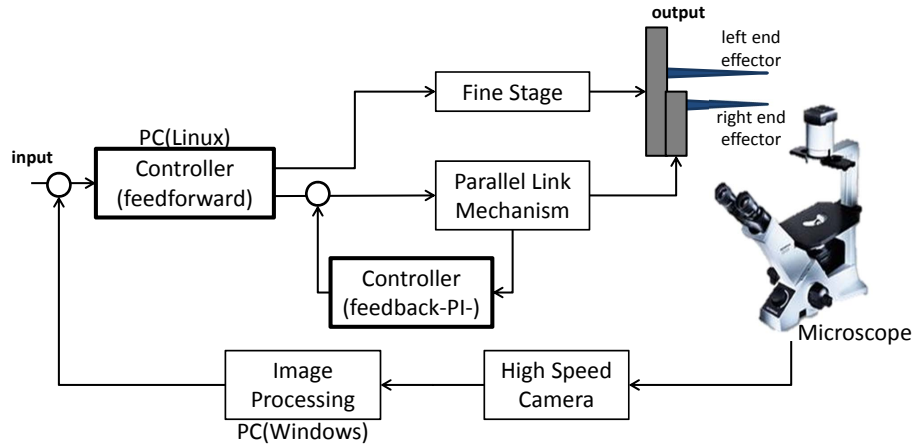 output
left end
effector
Fine Stage
right end
effector
PC(Linux)
input
Controller
(feedforward)
Parallel Link
Mechanism
Controller
(feedback-PI-)
Microscope
Image
Processing
High Speed
Camera
PC(Windows)